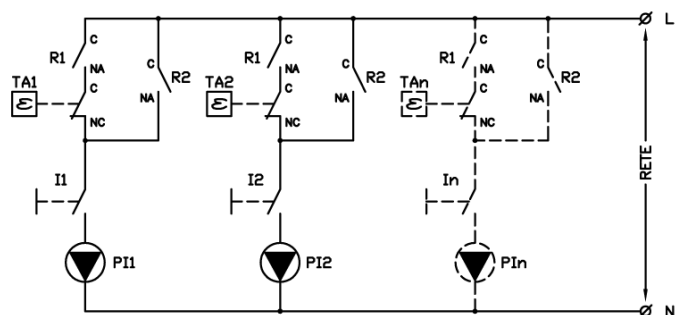 L
C C C C C C
R1 R1 R1
R2 R2 R2
NA NA NA
TA1 C TA2 C TAn C
NA NA NA
NC NC NC
RETE
I1 I2 In
PI1 PI2 PIn
N